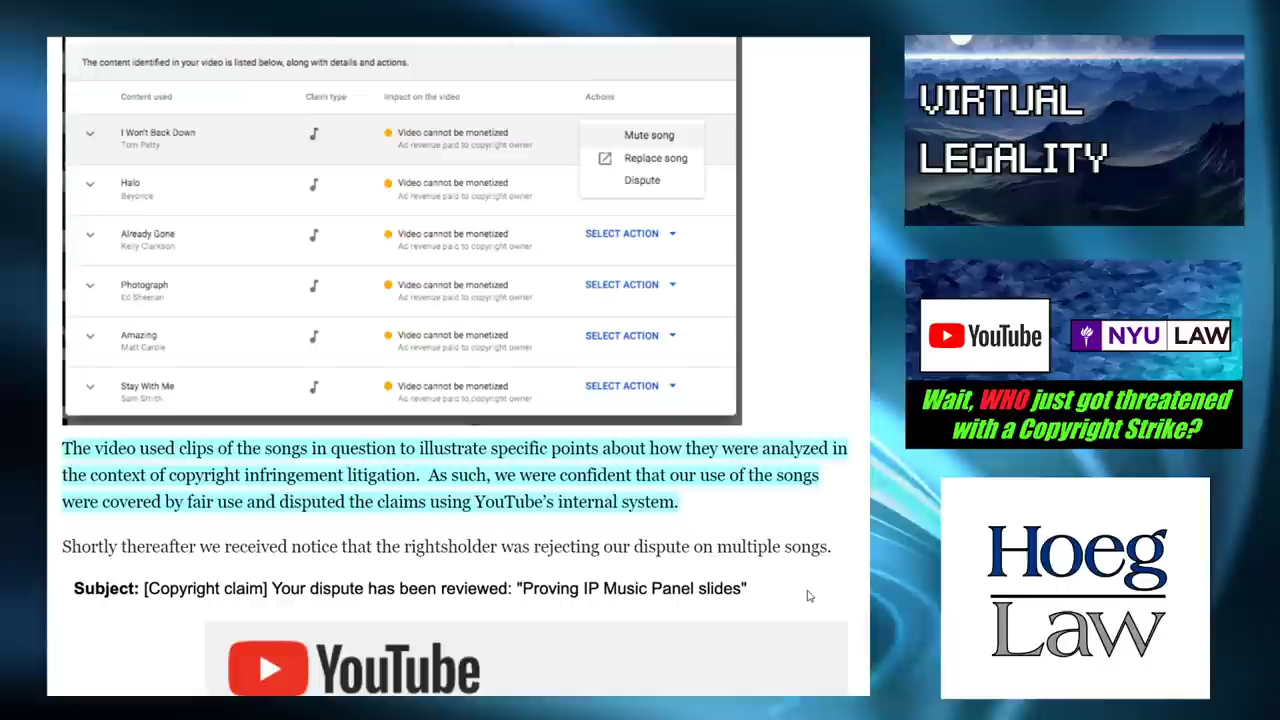 The content identified in your video is listed below, along with details and actions.
Content used Claim type Impact on the video Actions
I Won't Back Down Video cannot be monetized Mute song
Tom Petty Ad revenue paid to copyright owner
Replace song
Halo Video cannot be monetized Dispute
Beyonce Ad revenue paid to copyright owner
Already Gone Video cannot be monetized SELECT ACTION
Kelly Clarkson Ad revenue paid to copyright owner
Photograph Video cannot be monetized SELECT ACTION
Ed Sheeran Ad revenue paid to copyright owner
Amazing Video cannot be monetized SELECT ACTION
Matt Cardle Ad revenue paid to copyright owner
Stay With Me Video cannot be monetized SELECT ACTION
Sam Smith Ad revenue paid to copyright owner
The video used clips of the songs in question to illustrate specific points about how they were analyzed in
the context of copyright infringement litigation. As such, we were confident that our use of the songs
were covered by fair use and disputed the claims using YouTube's internal system.
Shortly thereafter we received notice that the rightsholder was rejecting our dispute on multiple songs.
Subject: [Copyright claim] Your dispute has been reviewed: "Proving IP Music Panel slides"
YouTube
VIRTUAL
LEGALITY
YouTube NYU LAW
Wait, WHO just got threatened
with a Copyright Strike?
Hoeg
Law